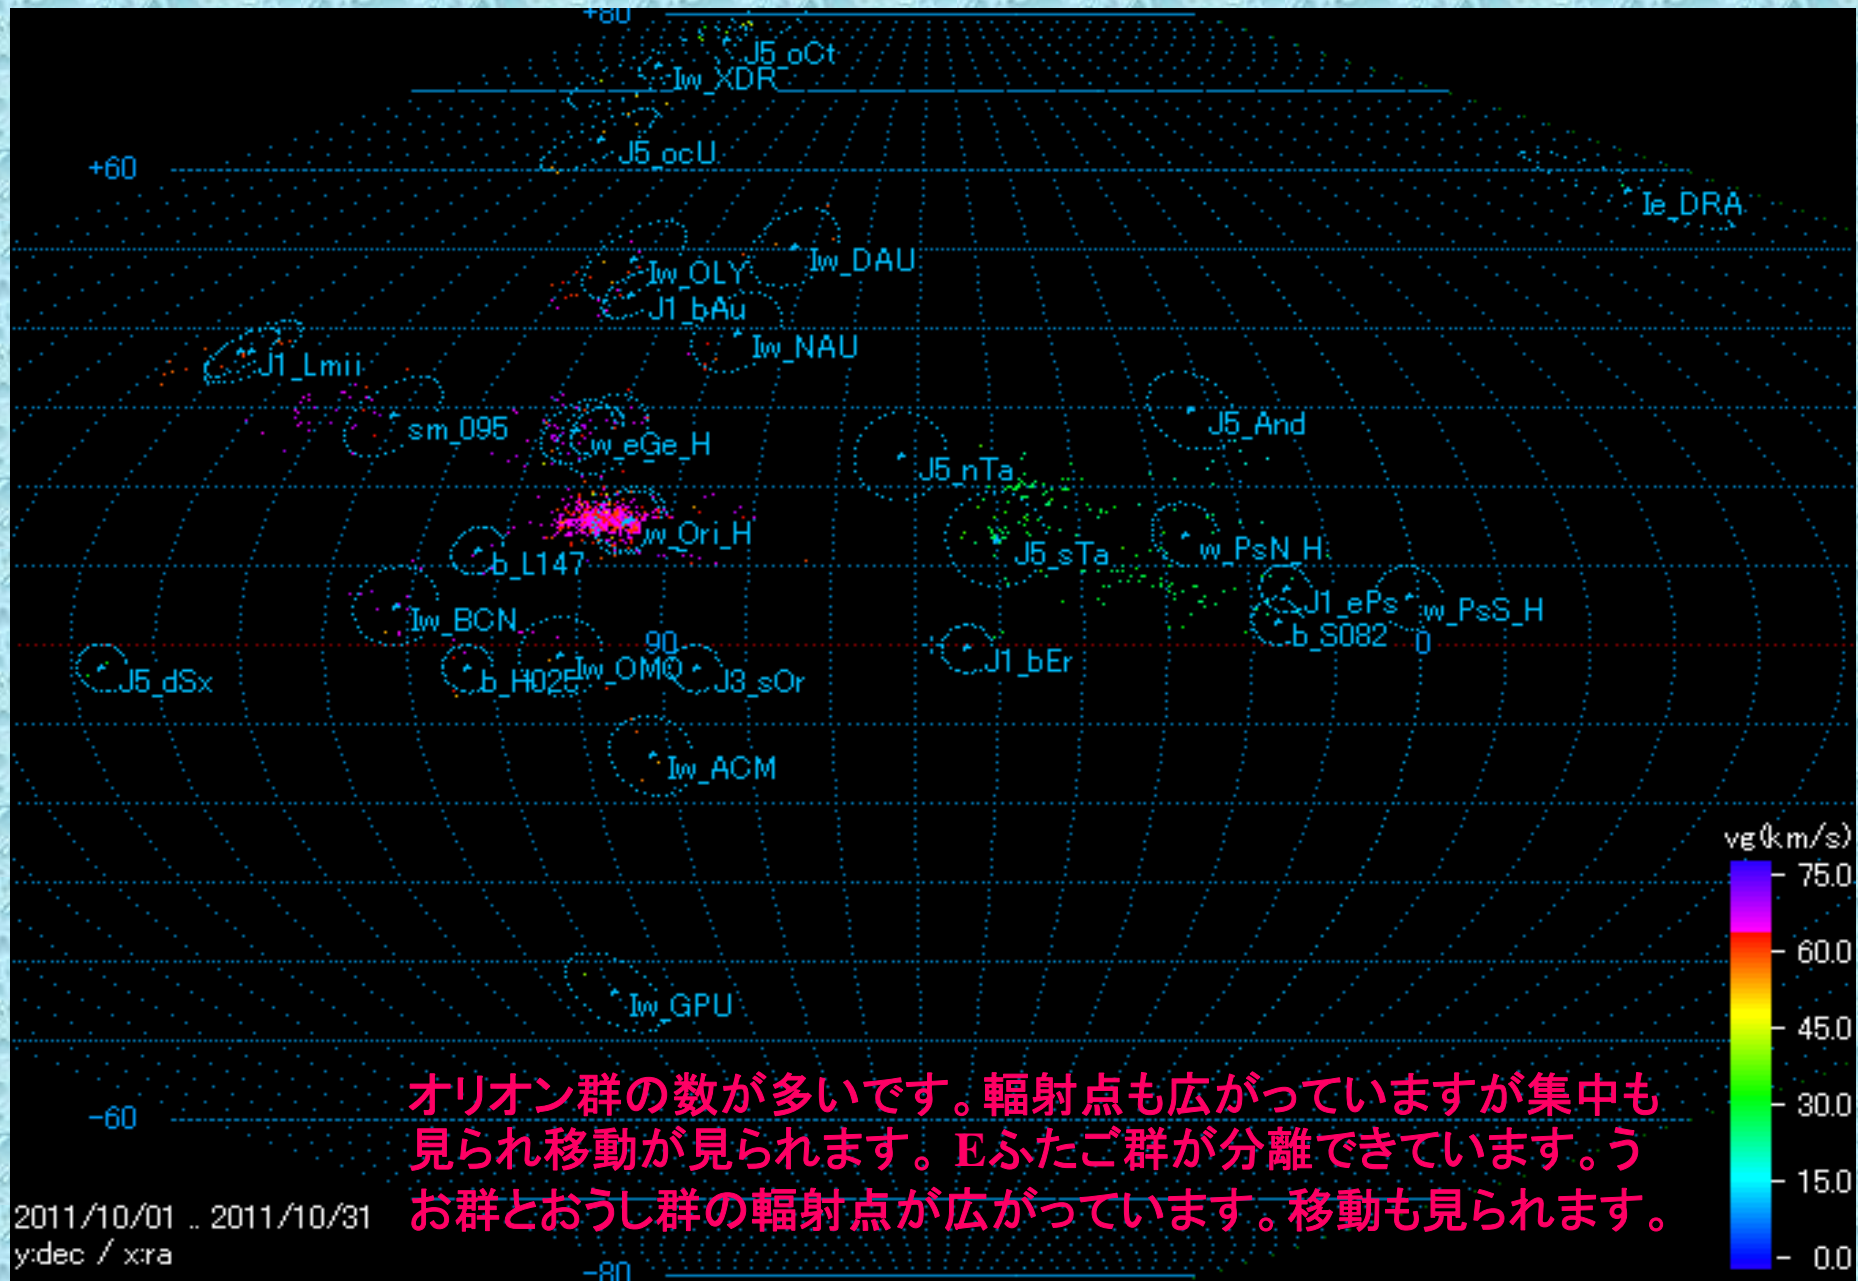 +80
J5_oCt
Iw_XDR
J5_ocU
+60
Ie_DRA
Iw_OLY
Iw_DAU
J1_bAu
Iw_NAU
J1_Lmii
sm_095
w_eGe_H
J5_And
J5_nTa
w_Ori_H
b_L147
J5_sTa
w_PsN_H
Iw_BCN
J1_ePs
w_PsS_H
b_S082
90
0
J5_dSx
b_H025
Iw_OMO
J3_sOr
J1_bEr
Iw_ACM
vg(km/s)
75.0
60.0
45.0
30.0
15.0
0.0
Iw_GPU
-60
オリオン群の数が多いです。輻射点も広がっていますが集中も
見られ移動が見られます。Eふたご群が分離できています。う
お群とおうし群の輻射点が広がっています。移動も見られます。
2011/10/01 .. 2011/10/31
y:dec / x:ra
-80